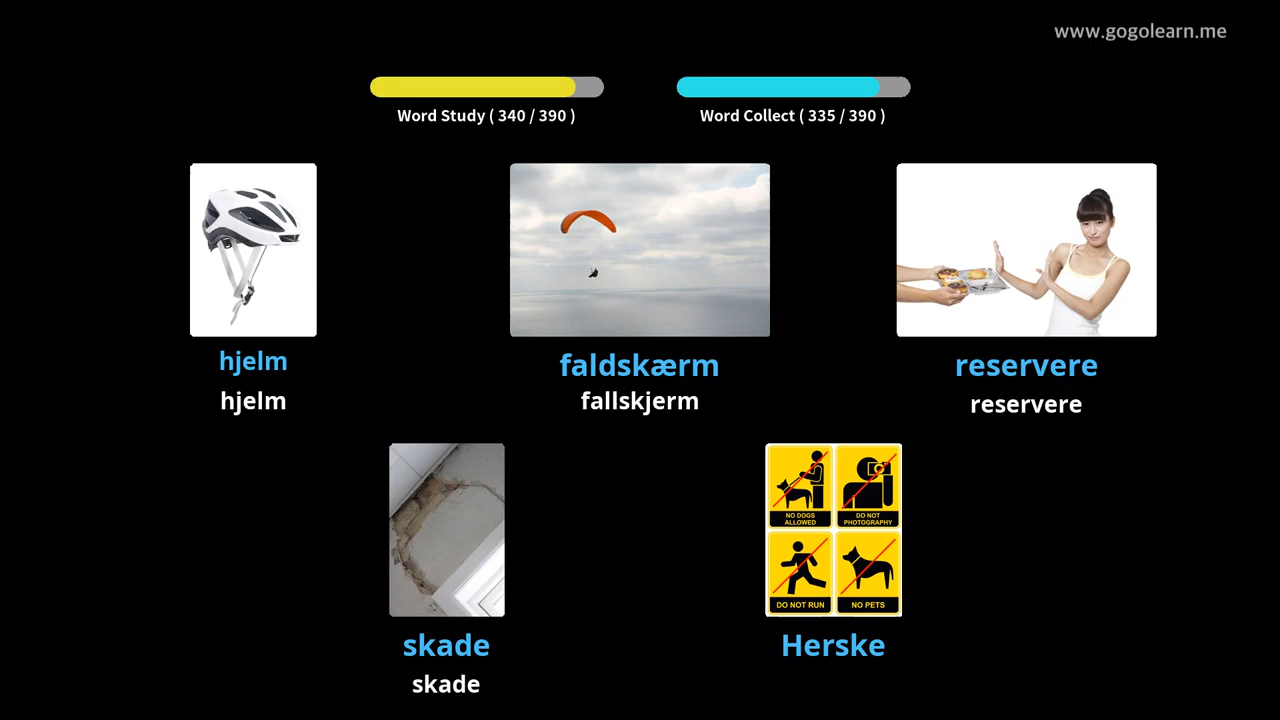 www.gogolearn.me
Word Study ( 340 / 390 )
Word Collect ( 335 / 390 )
hjelm
hjelm
faldskærm
fallskjerm
reservere
reservere
NO DOGS
ALLOWED
DO NOT
PHOTOGRAPHY
DO NOT RUN
NO PETS
skade
skade
Herske